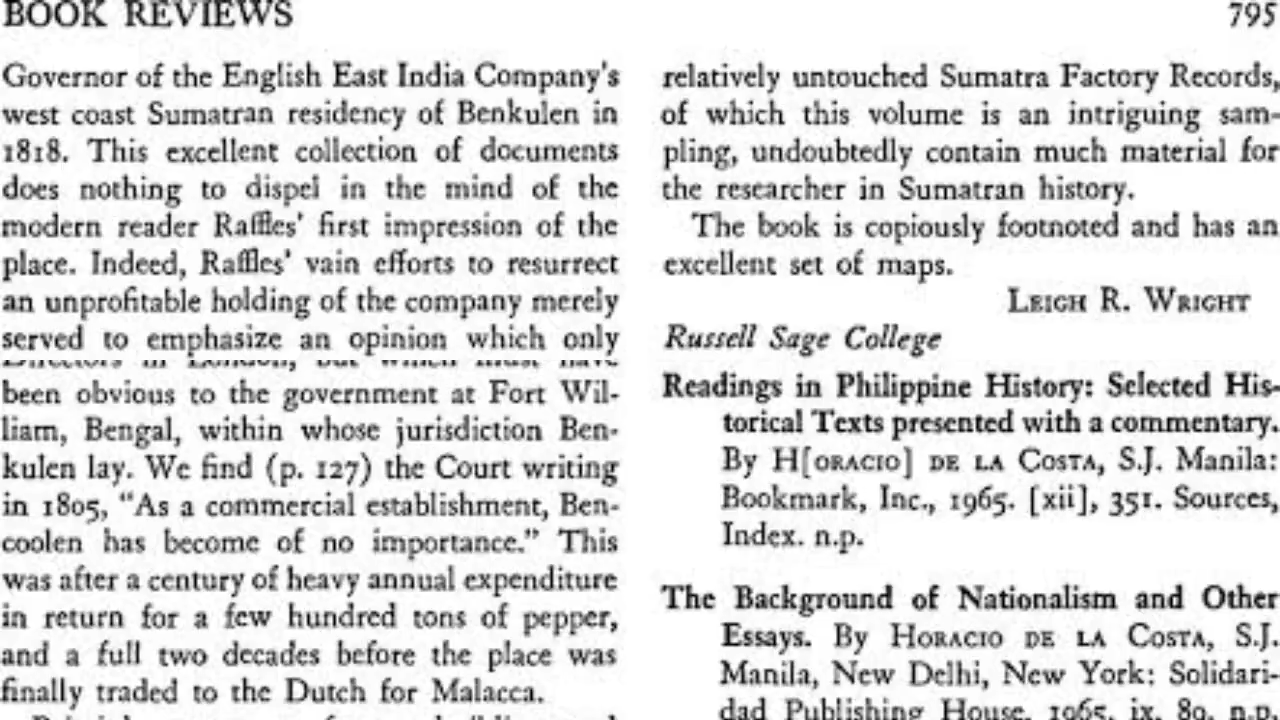 BOOK REVIEWS
795
Governor of the English East India Company's
west coast Sumatran residency of Benkulen in
1818. This excellent collection of documents
does nothing to dispel in the mind of the
modern reader Raffles' first impression of the
place. Indeed, Raffles' vain efforts to resurrect
an unprofitable holding of the company merely
served to emphasize an opinion which only
Directors in London, but which must have
been obvious to the government at Fort Wil-
liam, Bengal, within whose jurisdiction Ben-
kulen lay. We find (p. 127) the Court writing
in 1805, "As a commercial establishment, Ben-
coolen has become of no importance." This
was after a century of heavy annual expenditure
in return for a few hundred tons of pepper,
and a full two decades before the place was
finally traded to the Dutch for Malacca.
relatively untouched Sumatra Factory Records,
of which this volume is an intriguing sam-
pling, undoubtedly contain much material for
the researcher in Sumatran history.
The book is copiously footnoted and has an
excellent set of maps.
LEIGH R. WRIGHT
Russell Sage College
Readings in Philippine History: Selected His-
torical Texts presented with a commentary.
By H[ORACIO] DE LA COSTA, S.J. Manila:
Bookmark, Inc., 1965. [xii], 351. Sources,
Index. n.p.
The Background of Nationalism and Other
Essays. By HORACIO DE LA COSTA, S.J.
Manila, New Delhi, New York: Solidari-
dad Publishing House, 1965. ix, 89. n.p.